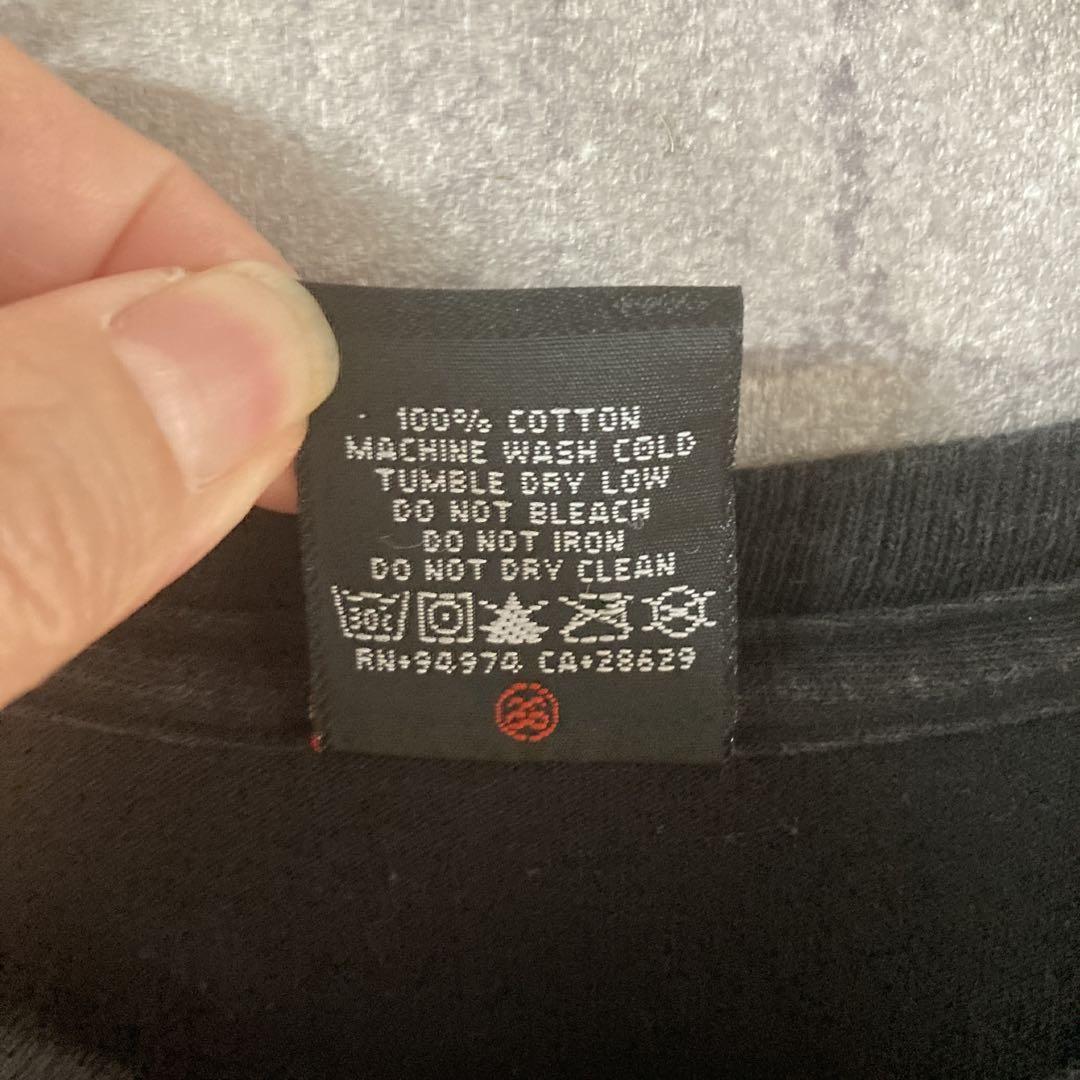 100% COTTON
MACHINE WASH COLD
TUMBLE DRY LOW
DO NOT BLEACH
DO NOT IRON
DO NOT DRY CLEAN
30C
RN•94974 CA•28629